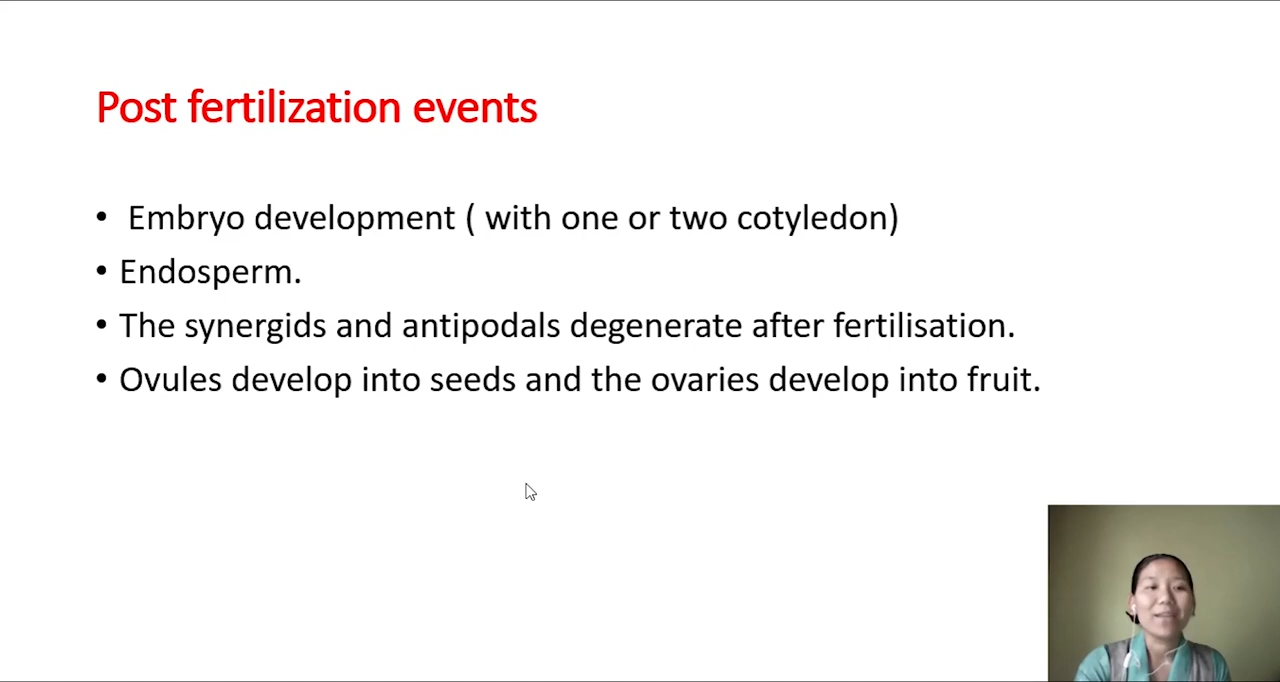 Post fertilization events
• Embryo development ( with one or two cotyledon)
• Endosperm.
• The synergids and antipodals degenerate after fertilisation.
• Ovules develop into seeds and the ovaries develop into fruit.